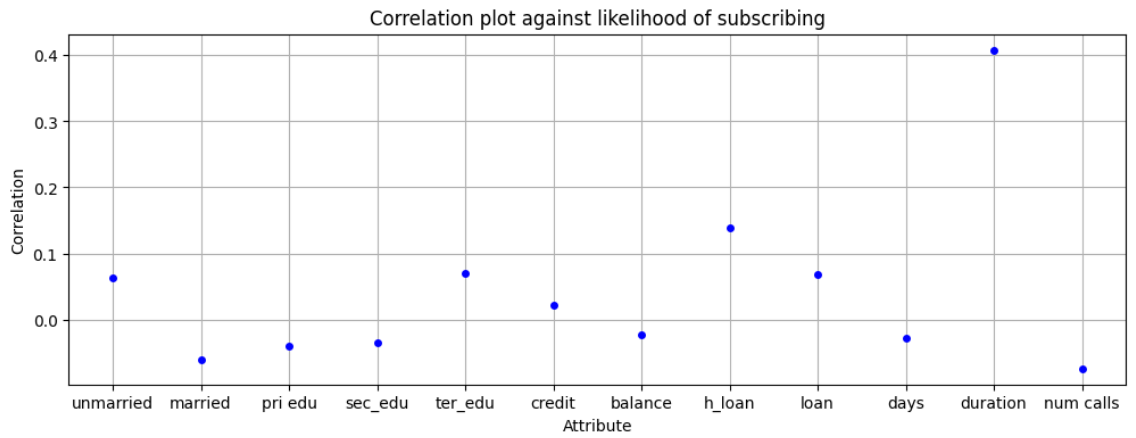 Correlation plot against likelihood of subscribing
Correlation
0.4
0.3
0.2
0.1
0.0
unmarried married pri edu sec_edu ter_edu credit balance h_loan loan days duration num calls
Attribute